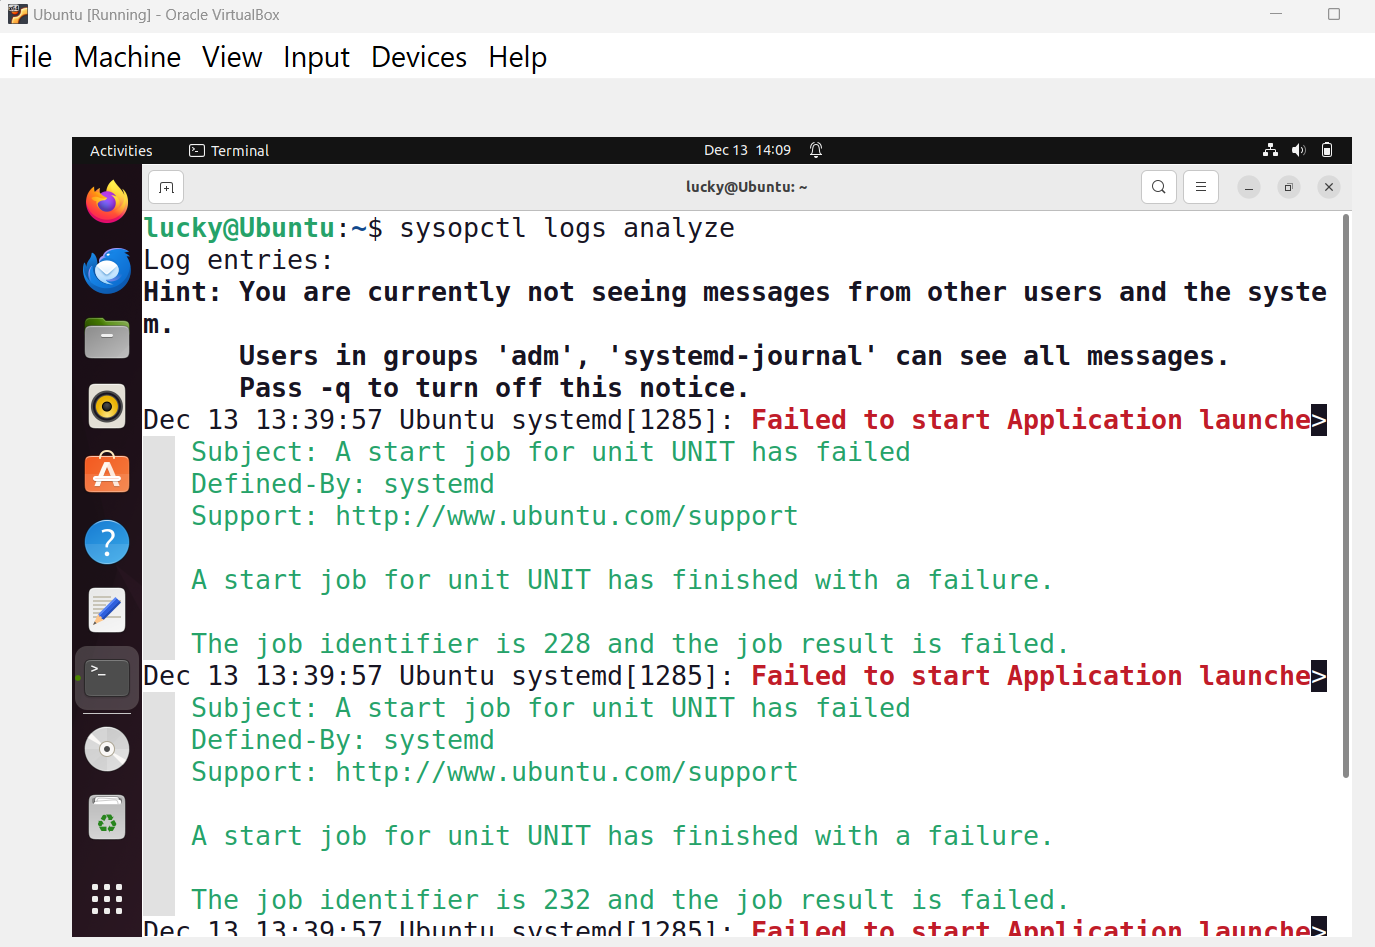 Ubuntu [Running] - Oracle VirtualBox
File Machine View Input Devices Help
Activities Terminal Dec 13 14:09
lucky@Ubuntu: ~
lucky@Ubuntu:~$ sysopctl logs analyze
Log entries:
Hint: You are currently not seeing messages from other users and the syste
m.
Users in groups 'adm', 'systemd-journal' can see all messages.
Pass -q to turn off this notice.
Dec 13 13:39:57 Ubuntu systemd[1285]: Failed to start Application launche>
Subject: A start job for unit UNIT has failed
Defined-By: systemd
Support: http://www.ubuntu.com/support
A start job for unit UNIT has finished with a failure.
The job identifier is 228 and the job result is failed.
Dec 13 13:39:57 Ubuntu systemd[1285]: Failed to start Application launche>
Subject: A start job for unit UNIT has failed
Defined-By: systemd
Support: http://www.ubuntu.com/support
A start job for unit UNIT has finished with a failure.
The job identifier is 232 and the job result is failed.
Dec 13 13:39:57 Ubuntu systemd[1285]: Failed to start Application launche>